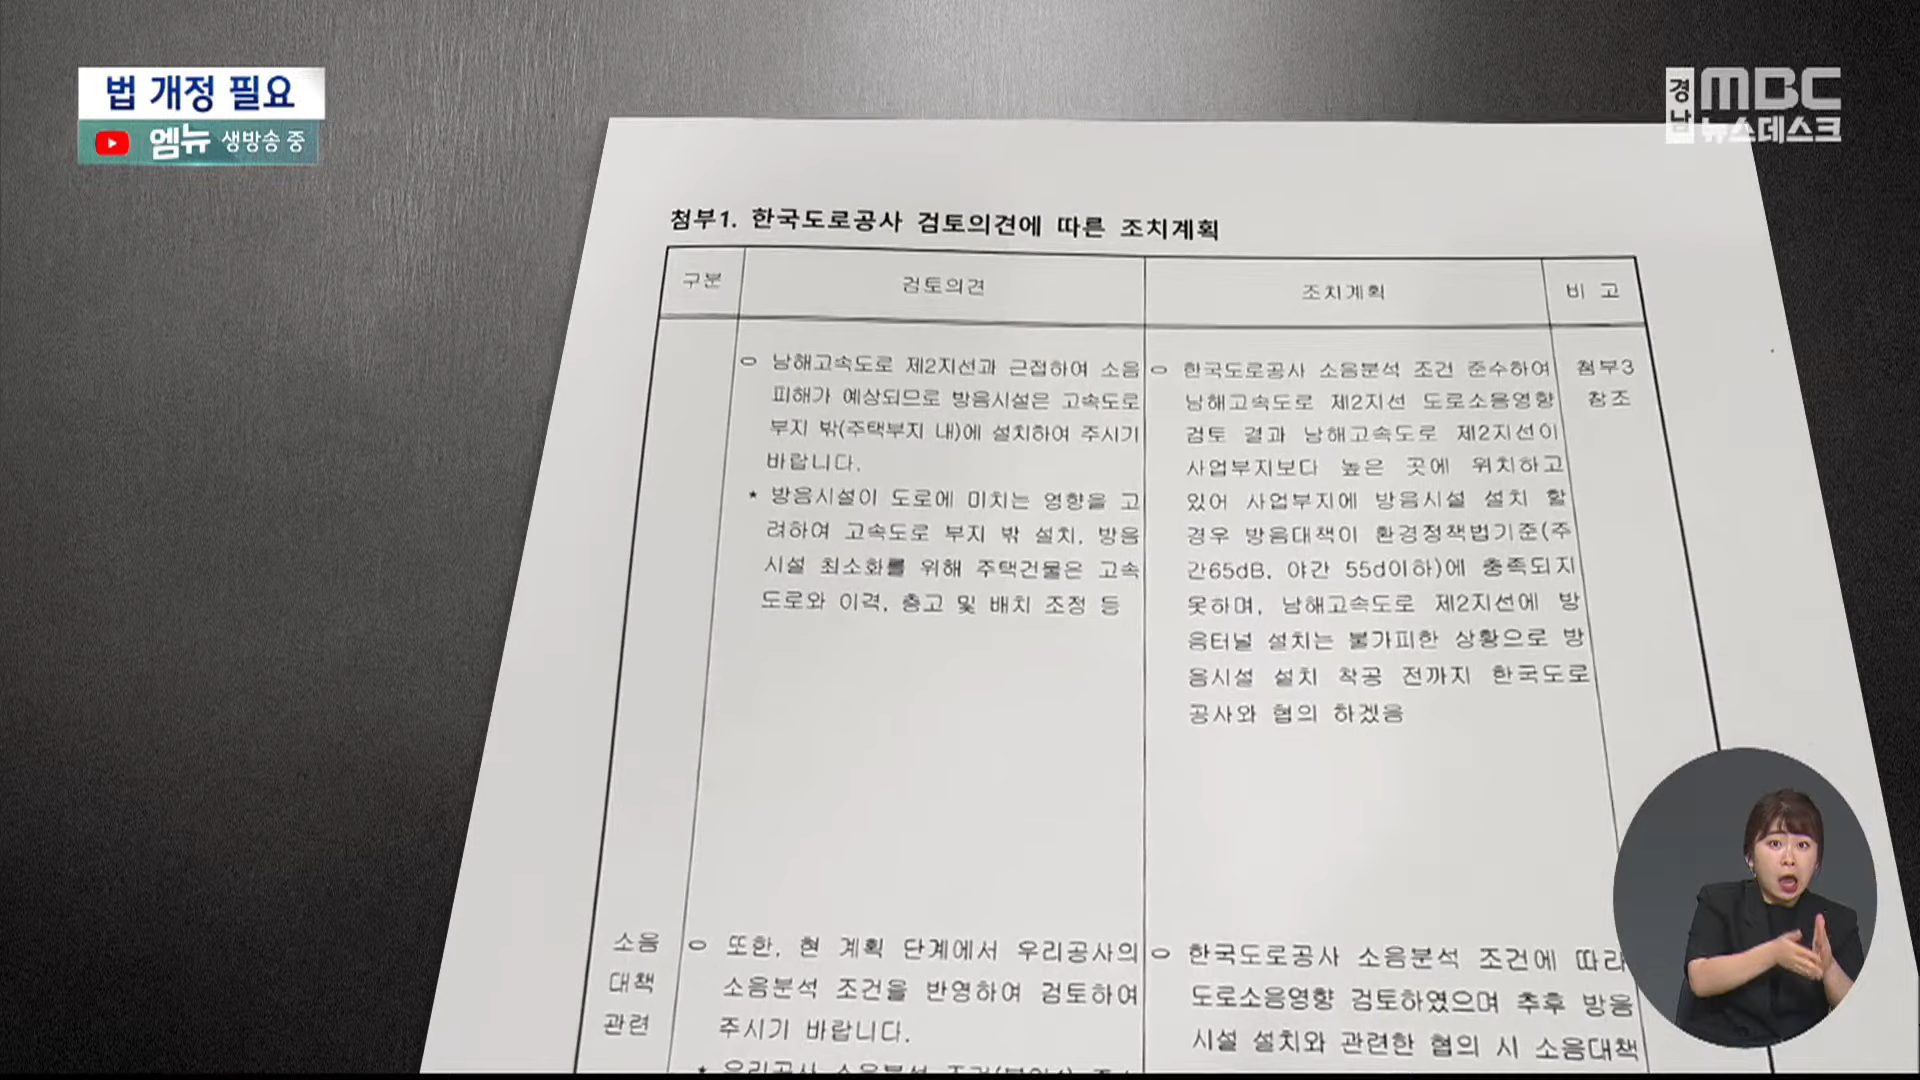 법 개정 필요
엠뉴 생방송 중
경남
MBC
뉴스데스크
첨부1. 한국도로공사 검토의견에 따른 조치계획
구분
검토의견
조치계획
비 고
ㅇ 남해고속도로 제2지선과 근접하여 소음
피해가 예상되므로 방음시설은 고속도로
부지 밖(주택부지 내)에 설치하여 주시기
바랍니다.
* 방음시설이 도로에 미치는 영향을 고
려하여 고속도로 부지 밖 설치, 방음
시설 최소화를 위해 주택건물은 고속
도로와 이격, 층고 및 배치 조정 등
ㅇ 한국도로공사 소음분석 조건 준수하여
남해고속도로 제2지선 도로소음영향
검토 결과 남해고속도로 제2지선이
사업부지보다 높은 곳에 위치하고
있어 사업부지에 방음시설 설치 할
경우 방음대책이 환경정책법기준(주
간65dB, 야간 55d이하)에 충족되지
못하며, 남해고속도로 제2지선에 방
음터널 설치는 불가피한 상황으로 방
음시설 설치 착공 전까지 한국도로
공사와 협의 하겠음
첨부3
참조
소음
대책
관련
ㅇ 또한, 현 계획 단계에서 우리공사의
소음분석 조건을 반영하여 검토하여
주시기 바랍니다.
* 우리공사 소음분석
ㅇ 한국도로공사 소음분석 조건에 따라
도로소음영향 검토하였으며 추후 방음
시설 설치와 관련한 협의 시 소음대책